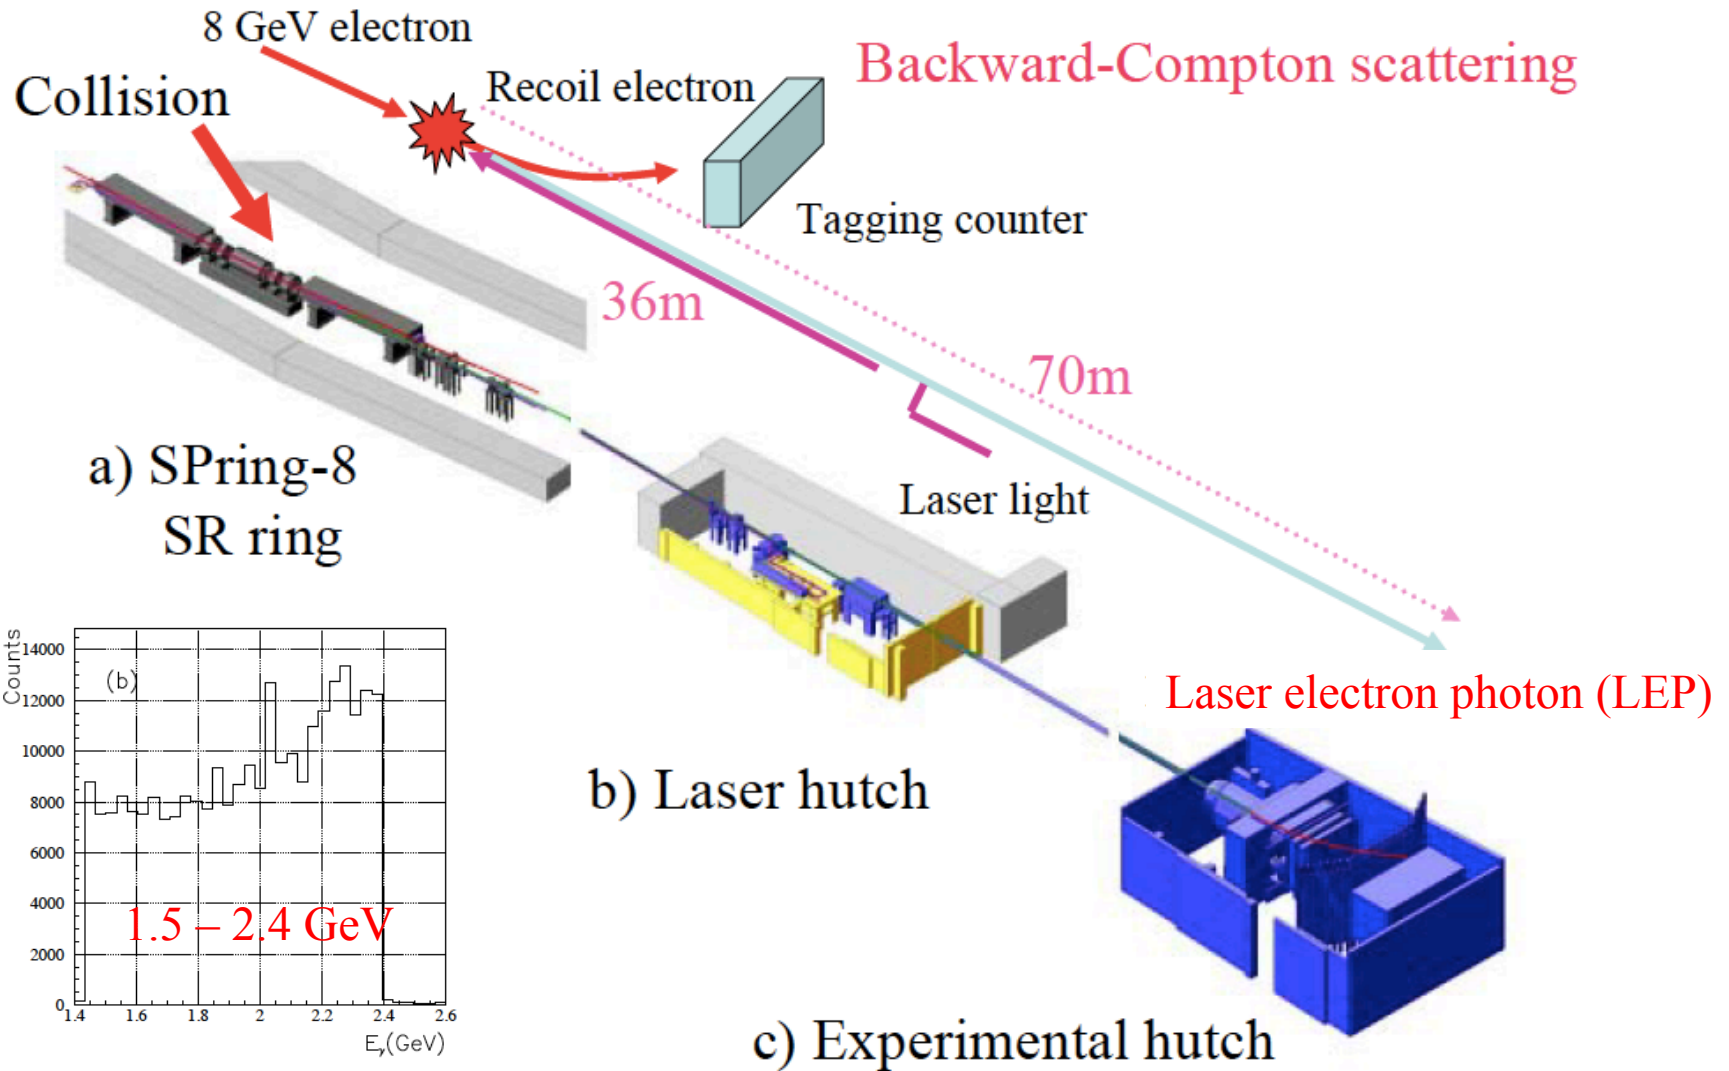 8 GeV electron
Backward-Compton scattering
Collision
Recoil electron
Tagging counter
36m
70m
a) SPring-8
SR ring
Laser light
Laser electron photon (LEP)
b) Laser hutch
c) Experimental hutch
Counts
14000
12000
10000
8000
6000
4000
2000
0
(b)
1.5 – 2.4 GeV
1.4 1.6 1.8 2 2.2 2.4 2.6
Eγ(GeV)